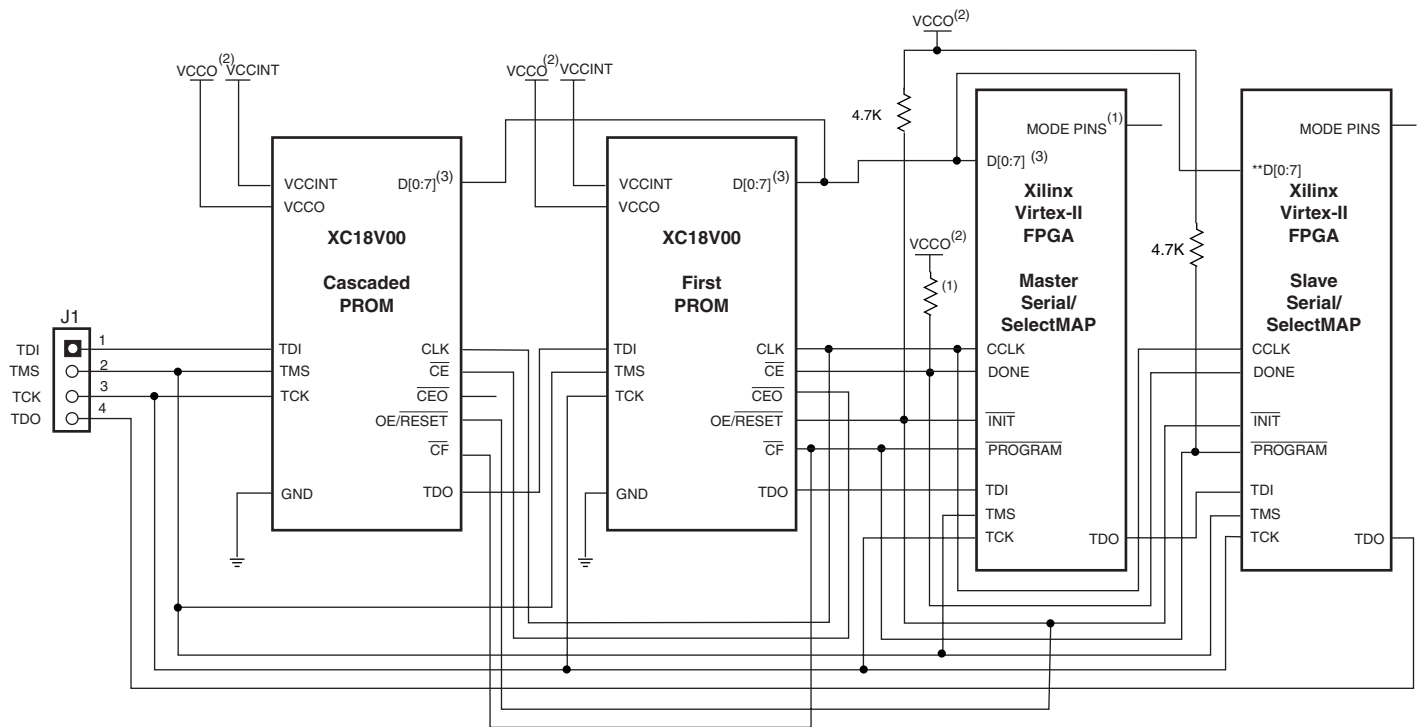 VCCO(2)
VCCO(2) VCCINT
VCCO(2) VCCINT
4.7K
MODE PINS(1)
MODE PINS
VCCINT
VCCO
D[0:7](3)
VCCINT
VCCO
D[0:7](3)
D[0:7] (3)
**D[0:7]
XC18V00
Cascaded
PROM
XC18V00
First
PROM
Xilinx
Virtex-II
FPGA
Master
Serial/
SelectMAP
Xilinx
Virtex-II
FPGA
Slave
Serial/
SelectMAP
VCCO(2)
(1)
4.7K
J1
TDI
TMS
TCK
TDO
1
2
3
4
TDI
TMS
TCK
GND
CLK
CE
CEO
OE/RESET
CF
TDO
TDI
TMS
TCK
GND
CLK
CE
CEO
OE/RESET
CF
TDO
CCLK
DONE
INIT
PROGRAM
TDI
TMS
TCK
TDO
CCLK
DONE
INIT
PROGRAM
TDI
TMS
TCK
TDO